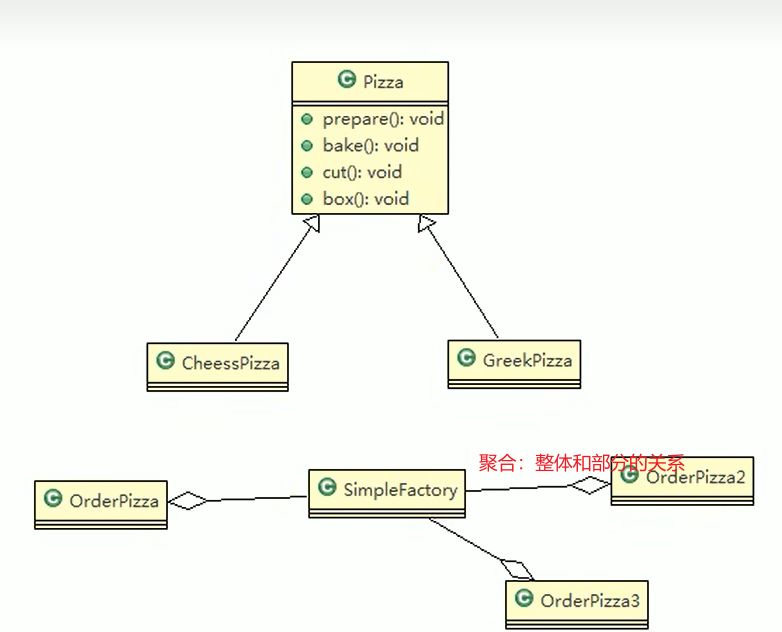 Pizza
prepare(): void
bake(): void
cut(): void
box(): void
CheessPizza
GreekPizza
聚合：整体和部分的关系
OrderPizza
SimpleFactory
OrderPizza2
OrderPizza3